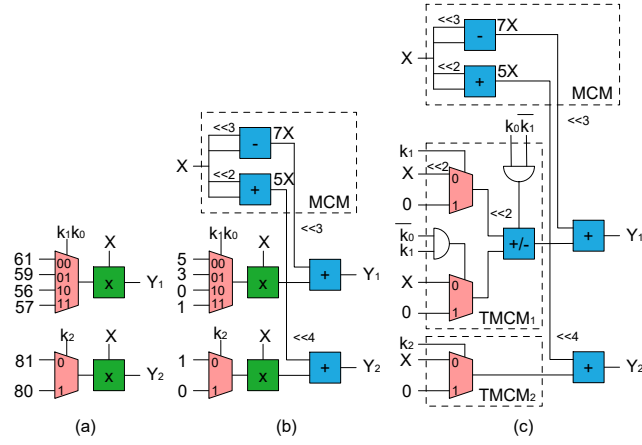 X
<<3
<<2
-
+
7X
5X
MCM
<<3
k1k0
61
59
56
57
00
01
10
11
X
x
Y1
k2
81
80
0
1
X
x
Y2
(a)
X
<<3
<<2
-
+
7X
5X
MCM
<<3
k1k0
5
3
0
1
00
01
10
11
X
x
+
Y1
<<4
k2
1
0
0
1
X
x
+
Y2
(b)
k0k̅1̅
k1
X
<<2
0
0
1
<<2
+/-
k̅0̅
k1
X
0
0
1
TMCM1
+
Y1
<<4
k2
X
0
0
1
TMCM2
+
Y2
(c)